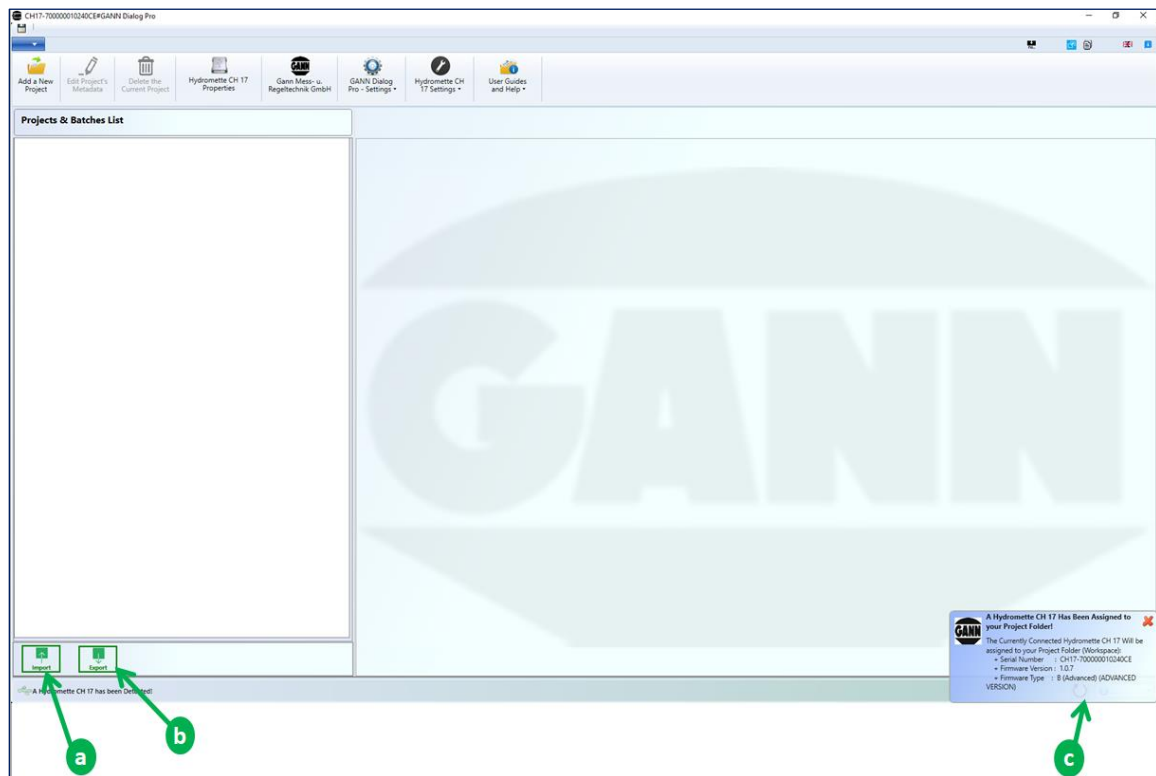 CH17-700000010240CE#GANN Dialog Pro
Add a New
Project
Edit Project's
Metadata
Delete the
Current Project
Hydromette CH 17
Properties
GANN
Gann Mess- u.
Regeltechnik GmbH
GANN Dialog
Pro - Settings
Hydromette CH
17 Settings
User Guides
and Help
Projects & Batches List
GANN
A Hydromette CH 17 Has Been Assigned to
your Project Folder!
GANN
The Currently Connected Hydromette CH 17 Will be
assigned to your Project Folder (Workspace):
+ Serial Number : CH17-700000010240CE
+ Firmware Version : 1.0.7
+ Firmware Type : B (Advanced) (ADVANCED
VERSION)
Import
Export
A Hydromette CH 17 has been Detected!
a
b
c